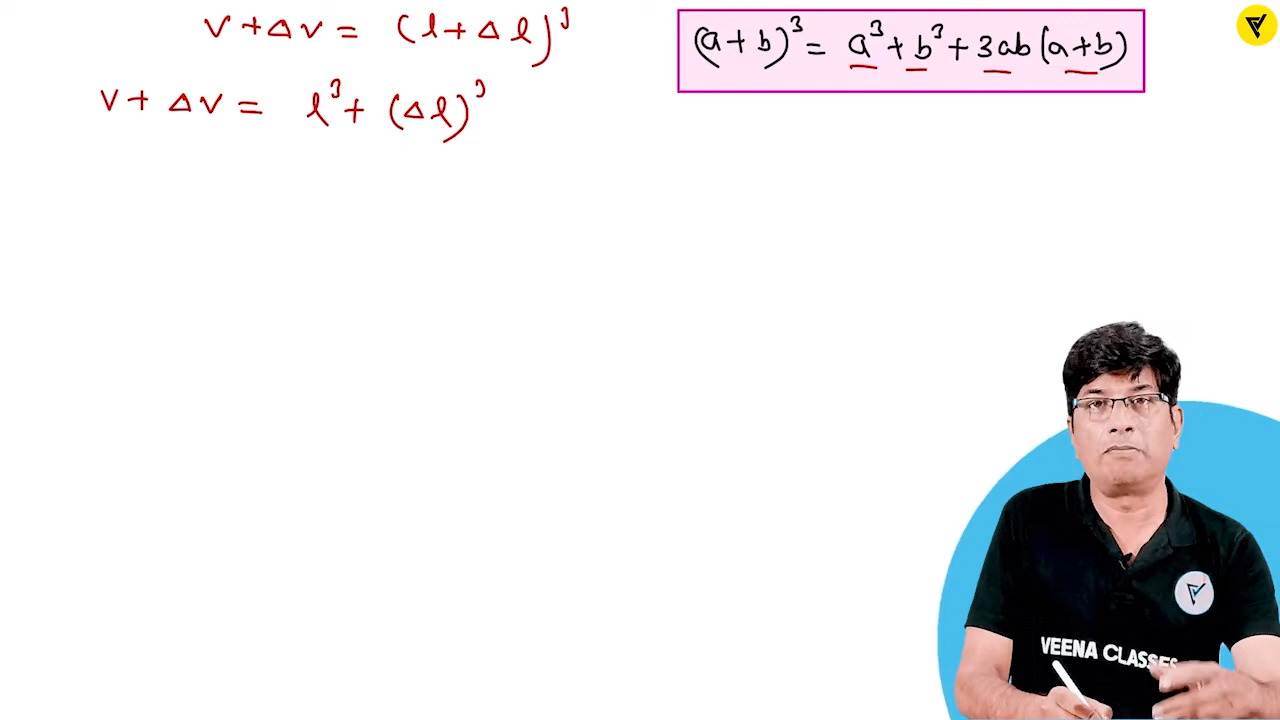 v + Δv = (l + Δl)³
(a + b)³ = a³ + b³ + 3ab(a+b)
v + Δv = l³ + (Δl)³
VEENA CLASSES